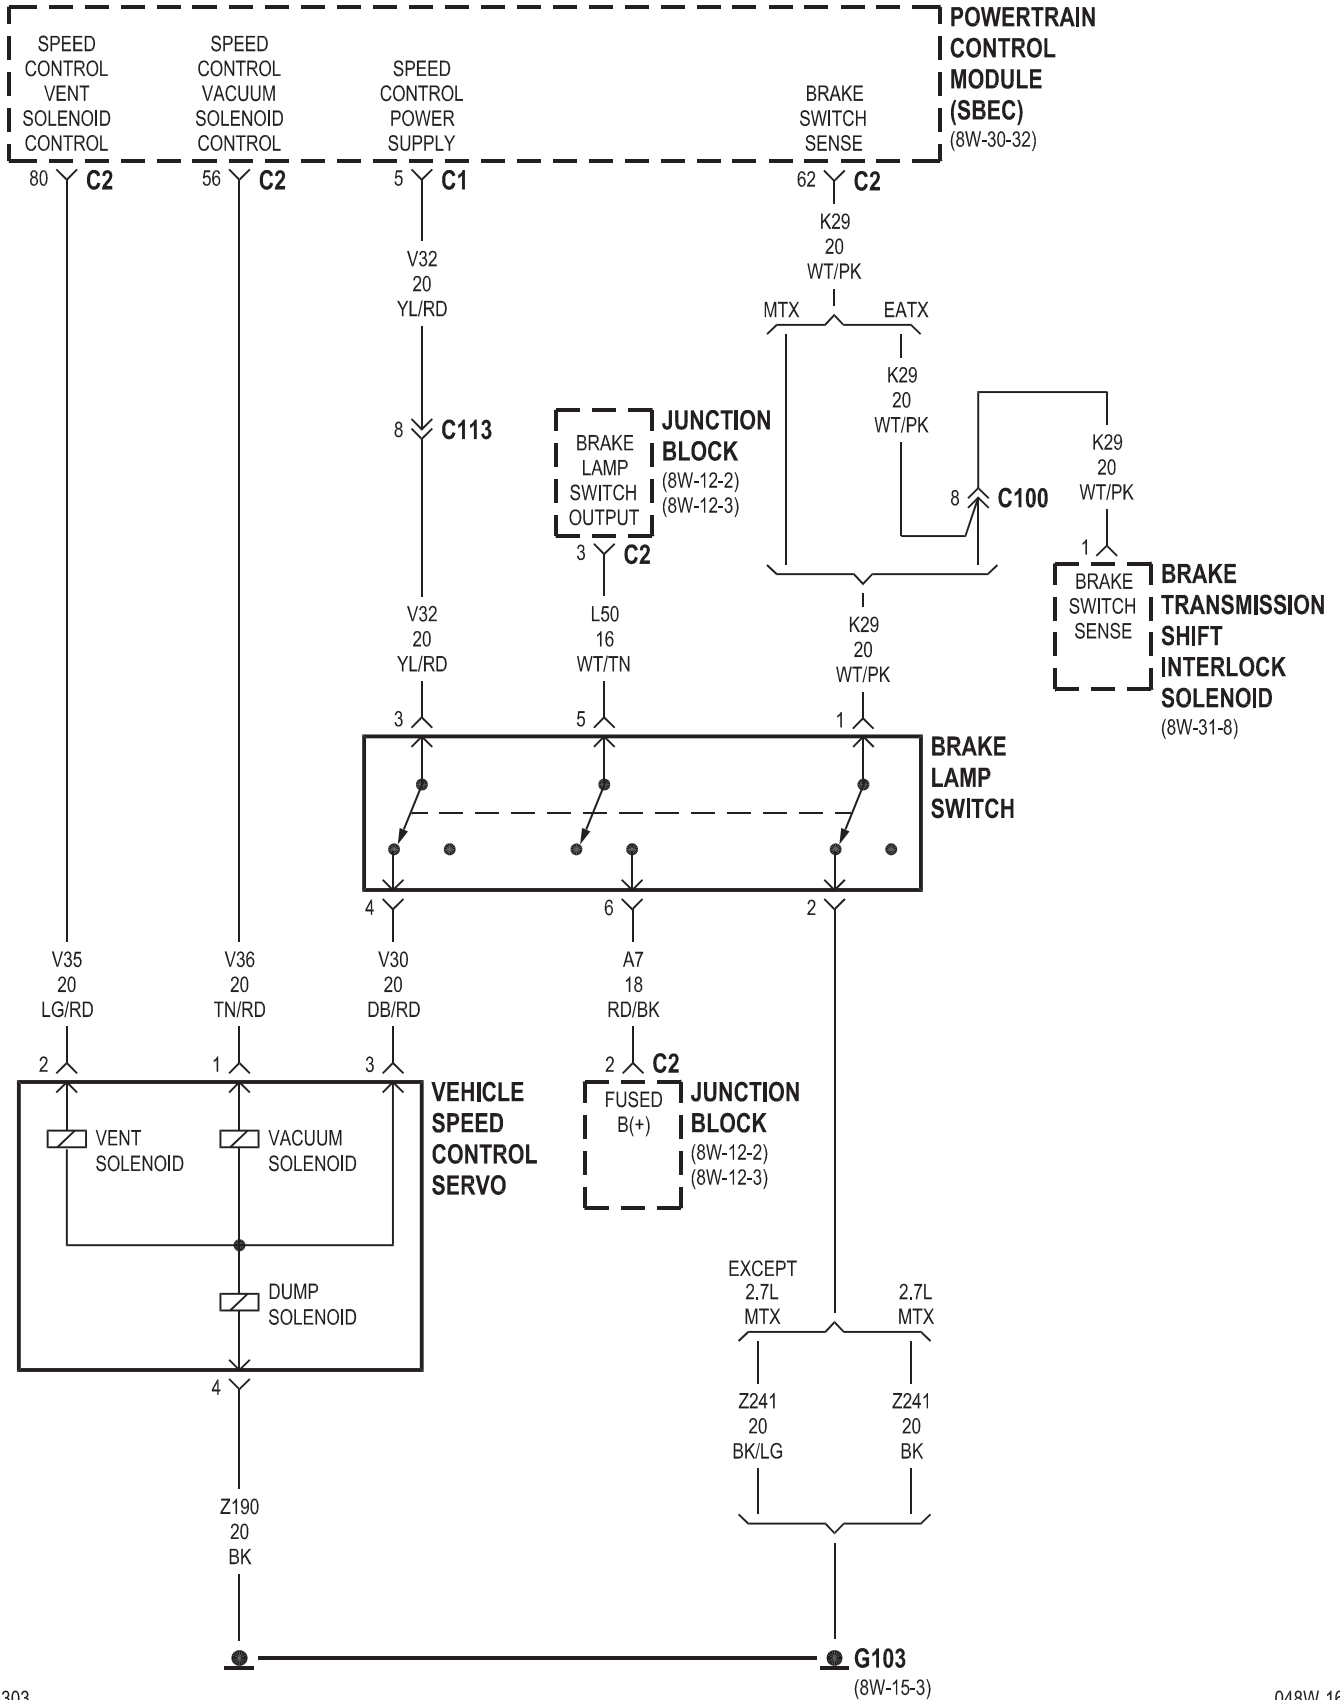 POWERTRAIN
CONTROL
MODULE
(SBEC)
(8W-30-32)
SPEED
CONTROL
VENT
SOLENOID
CONTROL
SPEED
CONTROL
VACUUM
SOLENOID
CONTROL
SPEED
CONTROL
POWER
SUPPLY
BRAKE
SWITCH
SENSE
80 C2
56 C2
5 C1
62 C2
V32
20
YL/RD
K29
20
WT/PK
MTX
EATX
K29
20
WT/PK
8 C113
JUNCTION
BLOCK
(8W-12-2)
(8W-12-3)
BRAKE
LAMP
SWITCH
OUTPUT
3 C2
8 C100
K29
20
WT/PK
1
BRAKE
SWITCH
SENSE
BRAKE
TRANSMISSION
SHIFT
INTERLOCK
SOLENOID
(8W-31-8)
V32
20
YL/RD
L50
16
WT/TN
K29
20
WT/PK
3
5
1
BRAKE
LAMP
SWITCH
4
6
2
V35
20
LG/RD
V36
20
TN/RD
V30
20
DB/RD
A7
18
RD/BK
2
1
3
2 C2
VEHICLE
SPEED
CONTROL
SERVO
VENT
SOLENOID
VACUUM
SOLENOID
DUMP
SOLENOID
FUSED
B(+)
JUNCTION
BLOCK
(8W-12-2)
(8W-12-3)
EXCEPT
2.7L
MTX
2.7L
MTX
4
Z241
20
BK/LG
Z241
20
BK
Z190
20
BK
G103
(8W-15-3)
303
048W-16